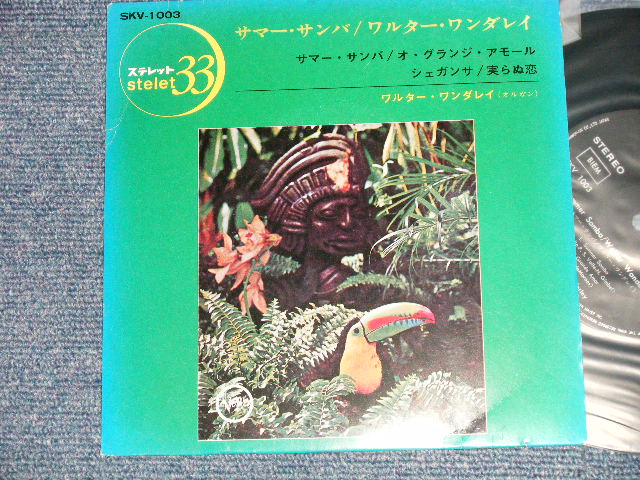 SKV-1003
サマー・サンバ/ワルター・ワンダレイ
ステレット
stelet 33
サマー・サンバ/オ・グランジ・アモール
シェガンサ/実らぬ恋
ワルター・ワンダレイ(オルガン)
Verve
STEREO
BIEM
1003